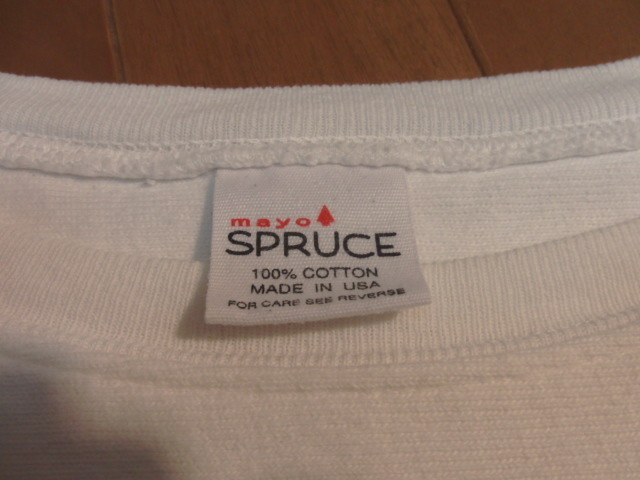 mayo
SPRUCE
100% COTTON
MADE IN USA
FOR CARE SEE REVERSE